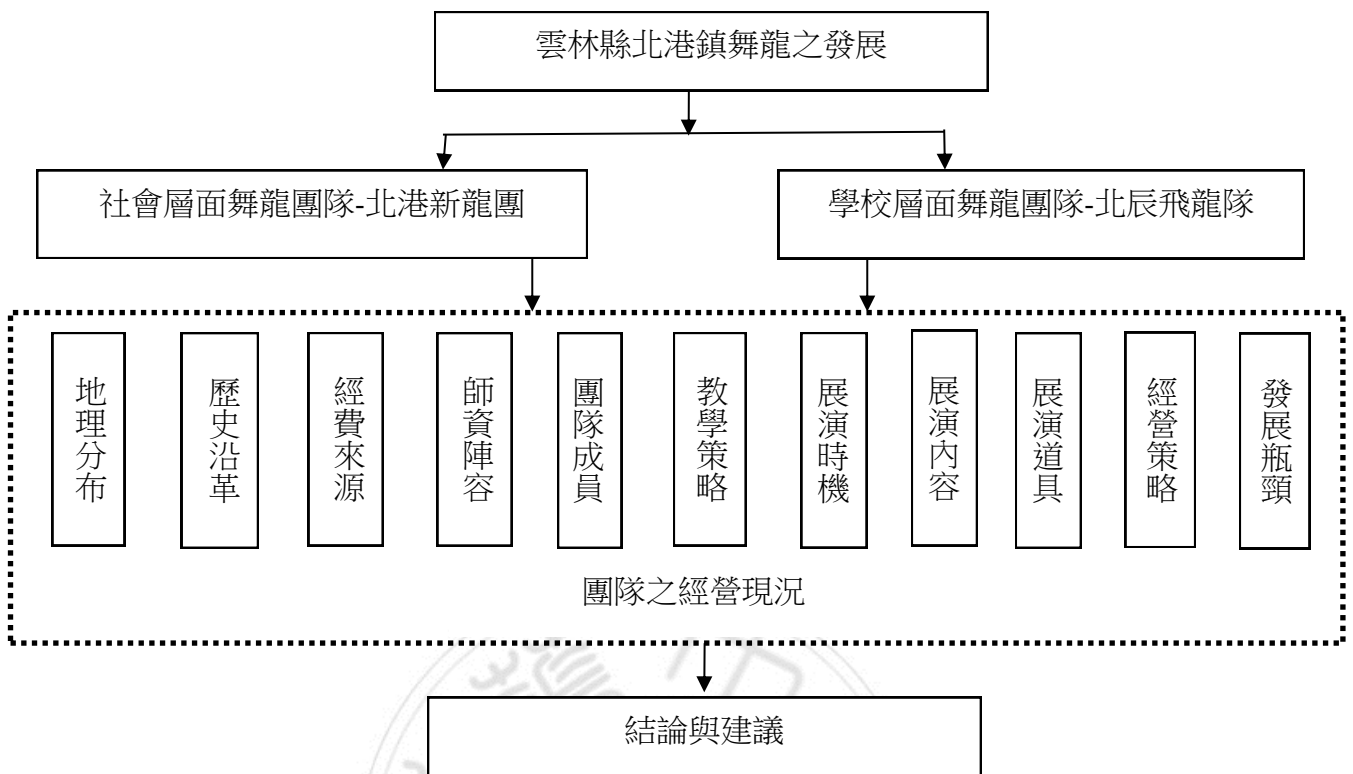 雲林縣北港鎮舞龍之發展
社會層面舞龍團隊-北港新龍團
學校層面舞龍團隊-北辰飛龍隊
地理分布
歷史沿革
經費來源
師資陣容
團隊成員
教學策略
展演時機
展演內容
展演道具
經營策略
發展瓶頸
團隊之經營現況
結論與建議